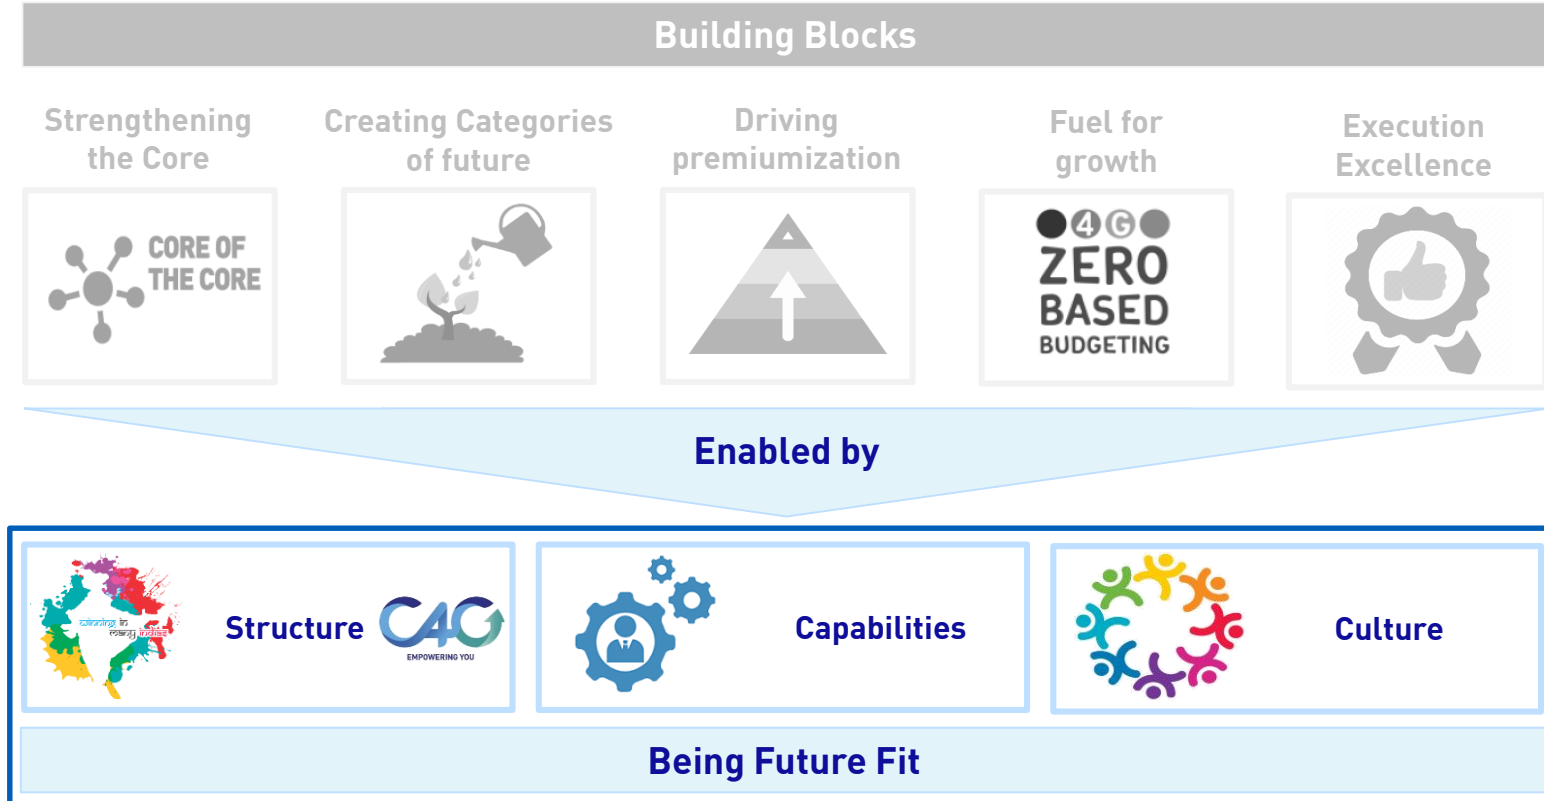 Building Blocks
Strengthening
the Core
Creating Categories
of future
Driving
premiumization
Fuel for
growth
Execution
Excellence
CORE OF
THE CORE
4G
ZERO
BASED
BUDGETING
Enabled by
winning in
many indias
Structure
C4G
EMPOWERING YOU
Capabilities
Culture
Being Future Fit